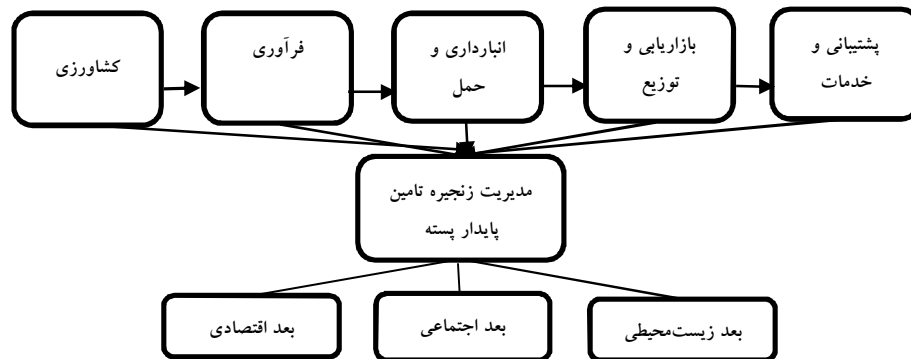 کشاورزی
فرآوری
انبارداری و
حمل
بازاریابی و
توزیع
پشتیبانی و
خدمات
مدیریت زنجیره تامین
پایدار پسته
بعد اقتصادی
بعد اجتماعی
بعد زیست‌محیطی